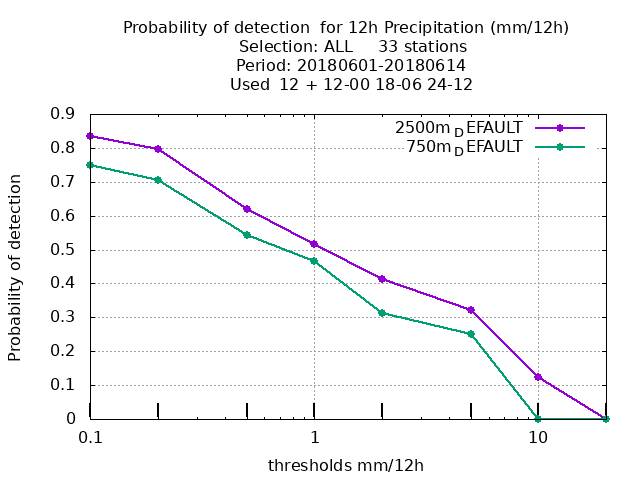 Probability of detection  for 12h Precipitation (mm/12h)
Selection: ALL     33 stations
Period: 20180601-20180614
Used  12 + 12-00 18-06 24-12
2500m_DEFAULT
750m_DEFAULT
Probability of detection
0.9
0.8
0.7
0.6
0.5
0.4
0.3
0.2
0.1
0
0.1 1 10
thresholds mm/12h